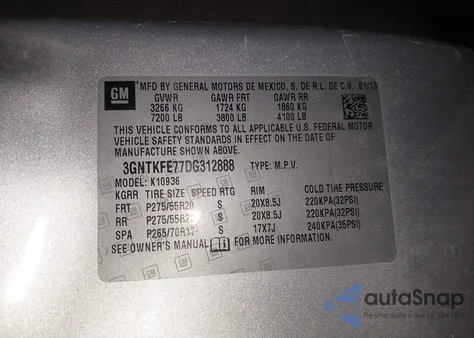 GM
MFD BY GENERAL MOTORS DE MEXICO, S. DE R.L. DE C.V. 01/13
GVWR GAWR FRT GAWR RR
3266 KG 1724 KG 1860 KG
7200 LB 3800 LB 4100 LB
THIS VEHICLE CONFORMS TO ALL APPLICABLE U.S. FEDERAL MOTOR
VEHICLE SAFETY STANDARDS IN EFFECT ON THE DATE OF
MANUFACTURE SHOWN ABOVE.
3GNTKFE77DG312888 TYPE: M.P.V.
MODEL: K10936
KGRR TIRE SIZE SPEED RTG RIM COLD TIRE PRESSURE
FRT P275/55R20 S 20X8.5J 220KPA(32PSI)
RR P275/55R20 S 20X8.5J 220KPA(32PSI)
SPA P265/70R17 S 17X7J 240KPA(35PSI)
SEE OWNER'S MANUAL FOR MORE INFORMATION.
autoSnap